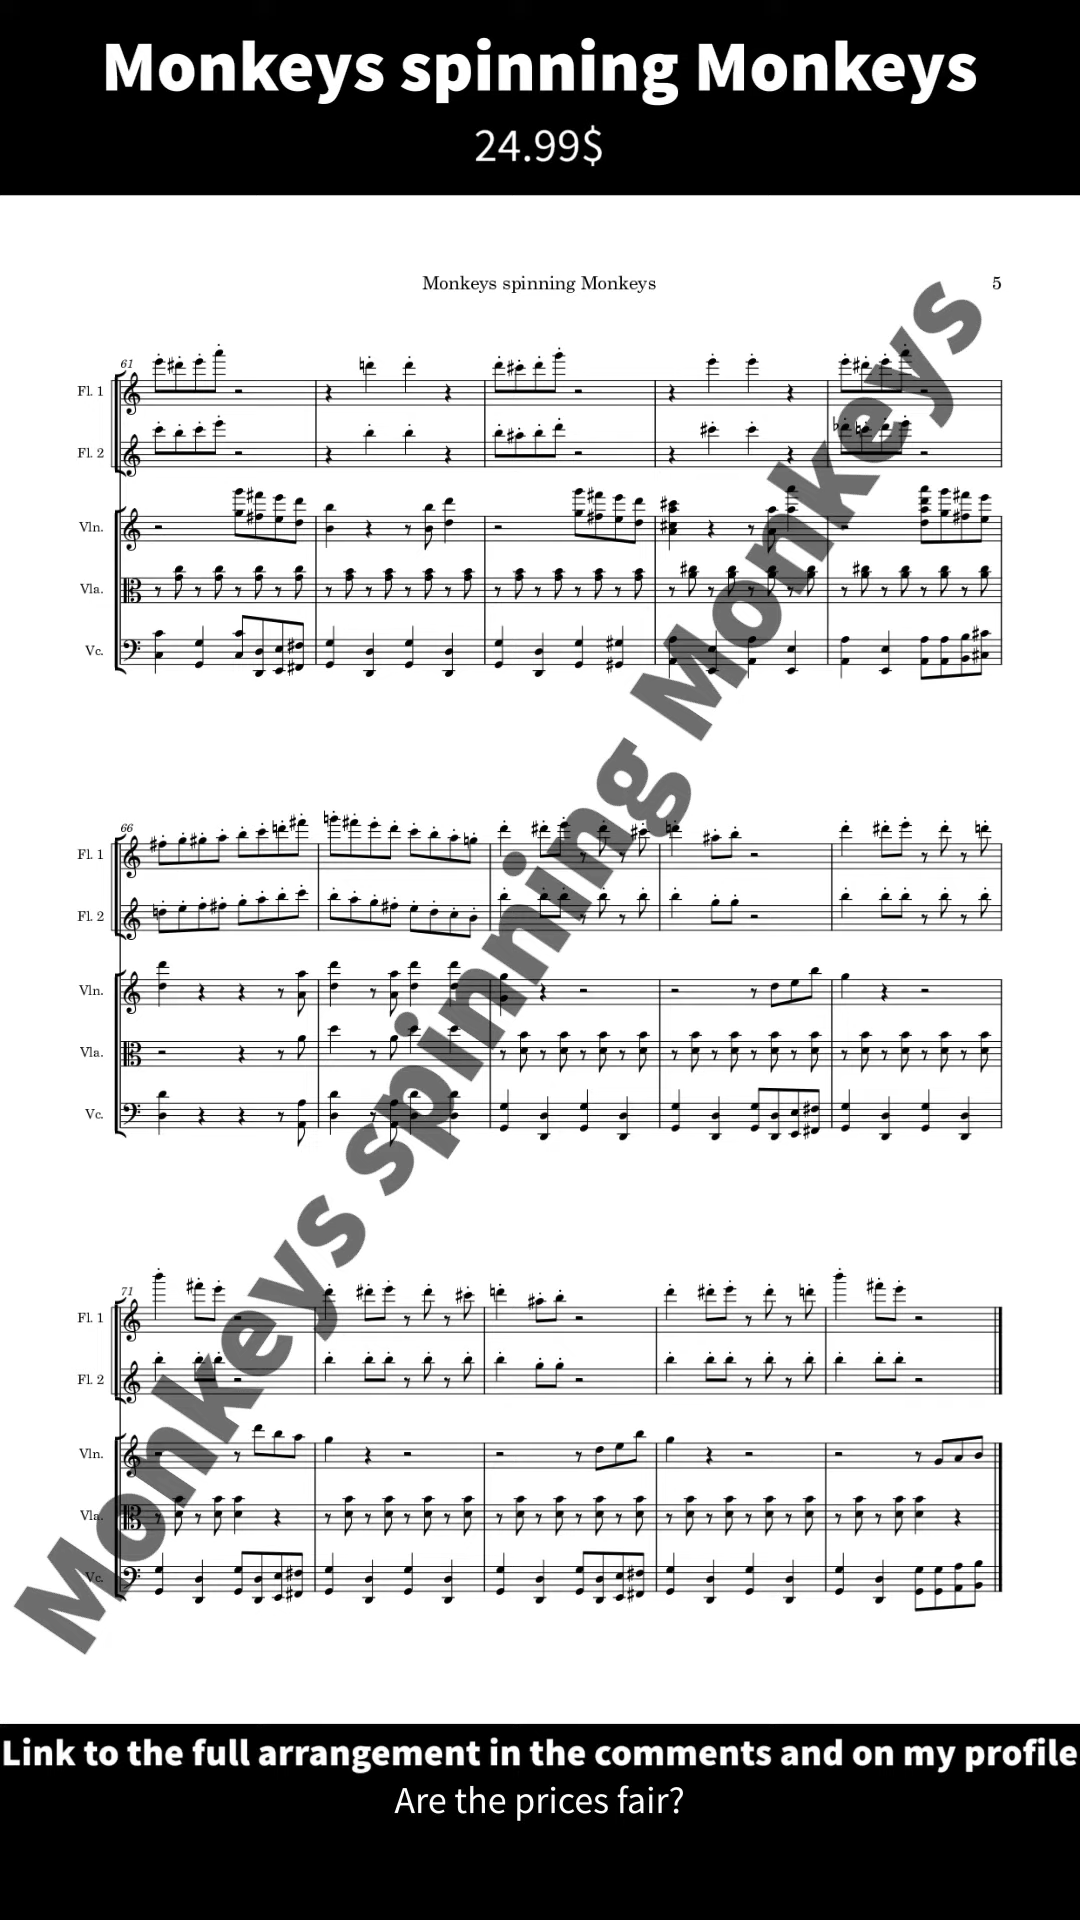 Monkeys spinning Monkeys
24.99$
Monkeys spinning Monkeys
5
61
Fl. 1
Fl. 2
Vln.
Vla.
Vc.
66
Fl. 1
Fl. 2
Vln.
Vla.
Vc.
71
Fl. 1
Fl. 2
Vln.
Vla.
Vc.
Monkeys spinning Monkeys
Link to the full arrangement in the comments and on my profile
Are the prices fair?